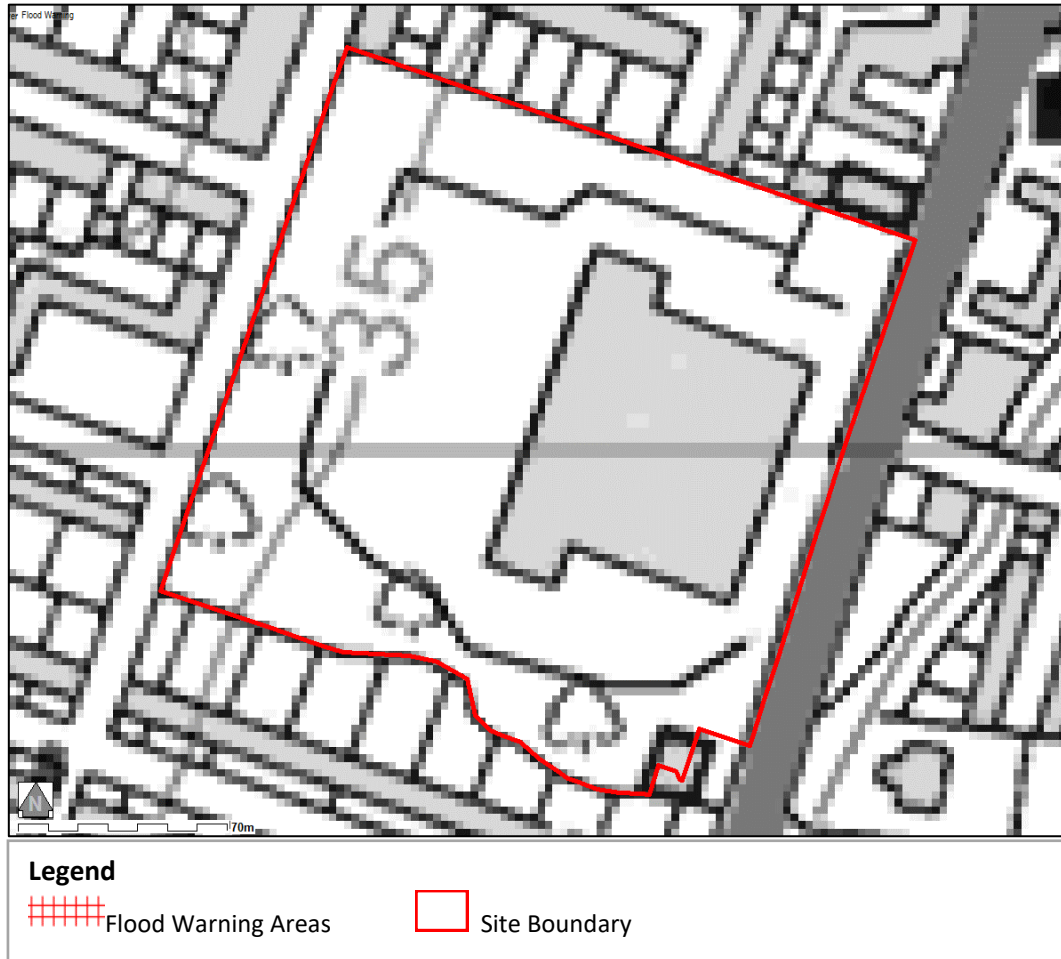 Flood Warning
35
N
70m
Legend
Flood Warning Areas
Site Boundary